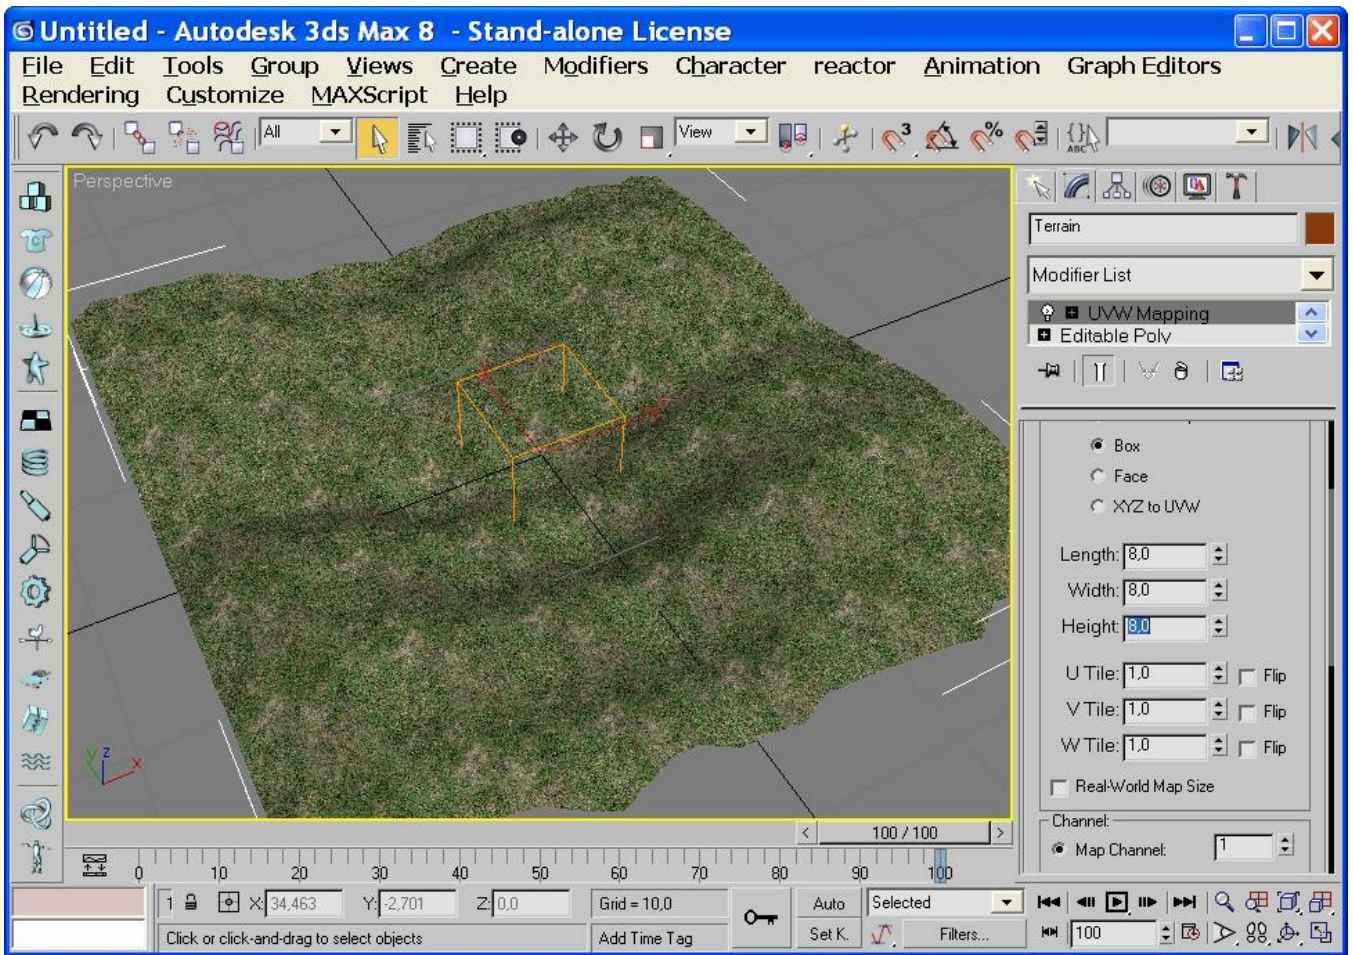 Untitled - Autodesk 3ds Max 8 - Stand-alone License
File Edit Tools Group Views Create Modifiers Character reactor Animation Graph Editors
Rendering Customize MAXScript Help
All View 3 % {} ABC
Perspective
Terrain
Modifier List
UVW Mapping
Editable Poly
Box
Face
XYZ to UVW
Length: 8,0
Width: 8,0
Height: 8,0
U Tile: 1,0 Flip
V Tile: 1,0 Flip
W Tile: 1,0 Flip
Real-World Map Size
Channel:
Map Channel: 1
y z x
< 100 / 100 >
0 10 20 30 40 50 60 70 80 90 100
1 X: 34,463 Y: -2,701 Z: 0,0 Grid = 10,0 Auto Selected
Click or click-and-drag to select objects Add Time Tag Set K. Filters... 100